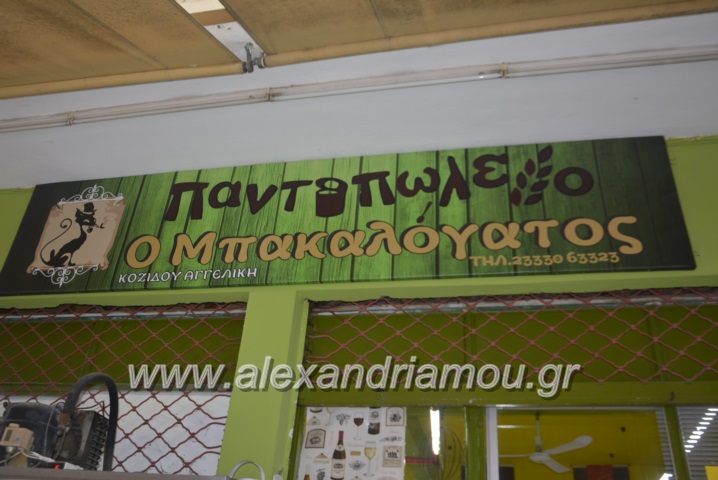 Παντοπωλείο
Ο Μπακαλόγατος
ΚΟΖΙΔΟΥ ΑΓΓΕΛΙΚΗ
ΤΗΛ.23330 63323
www.alexandriamou.gr